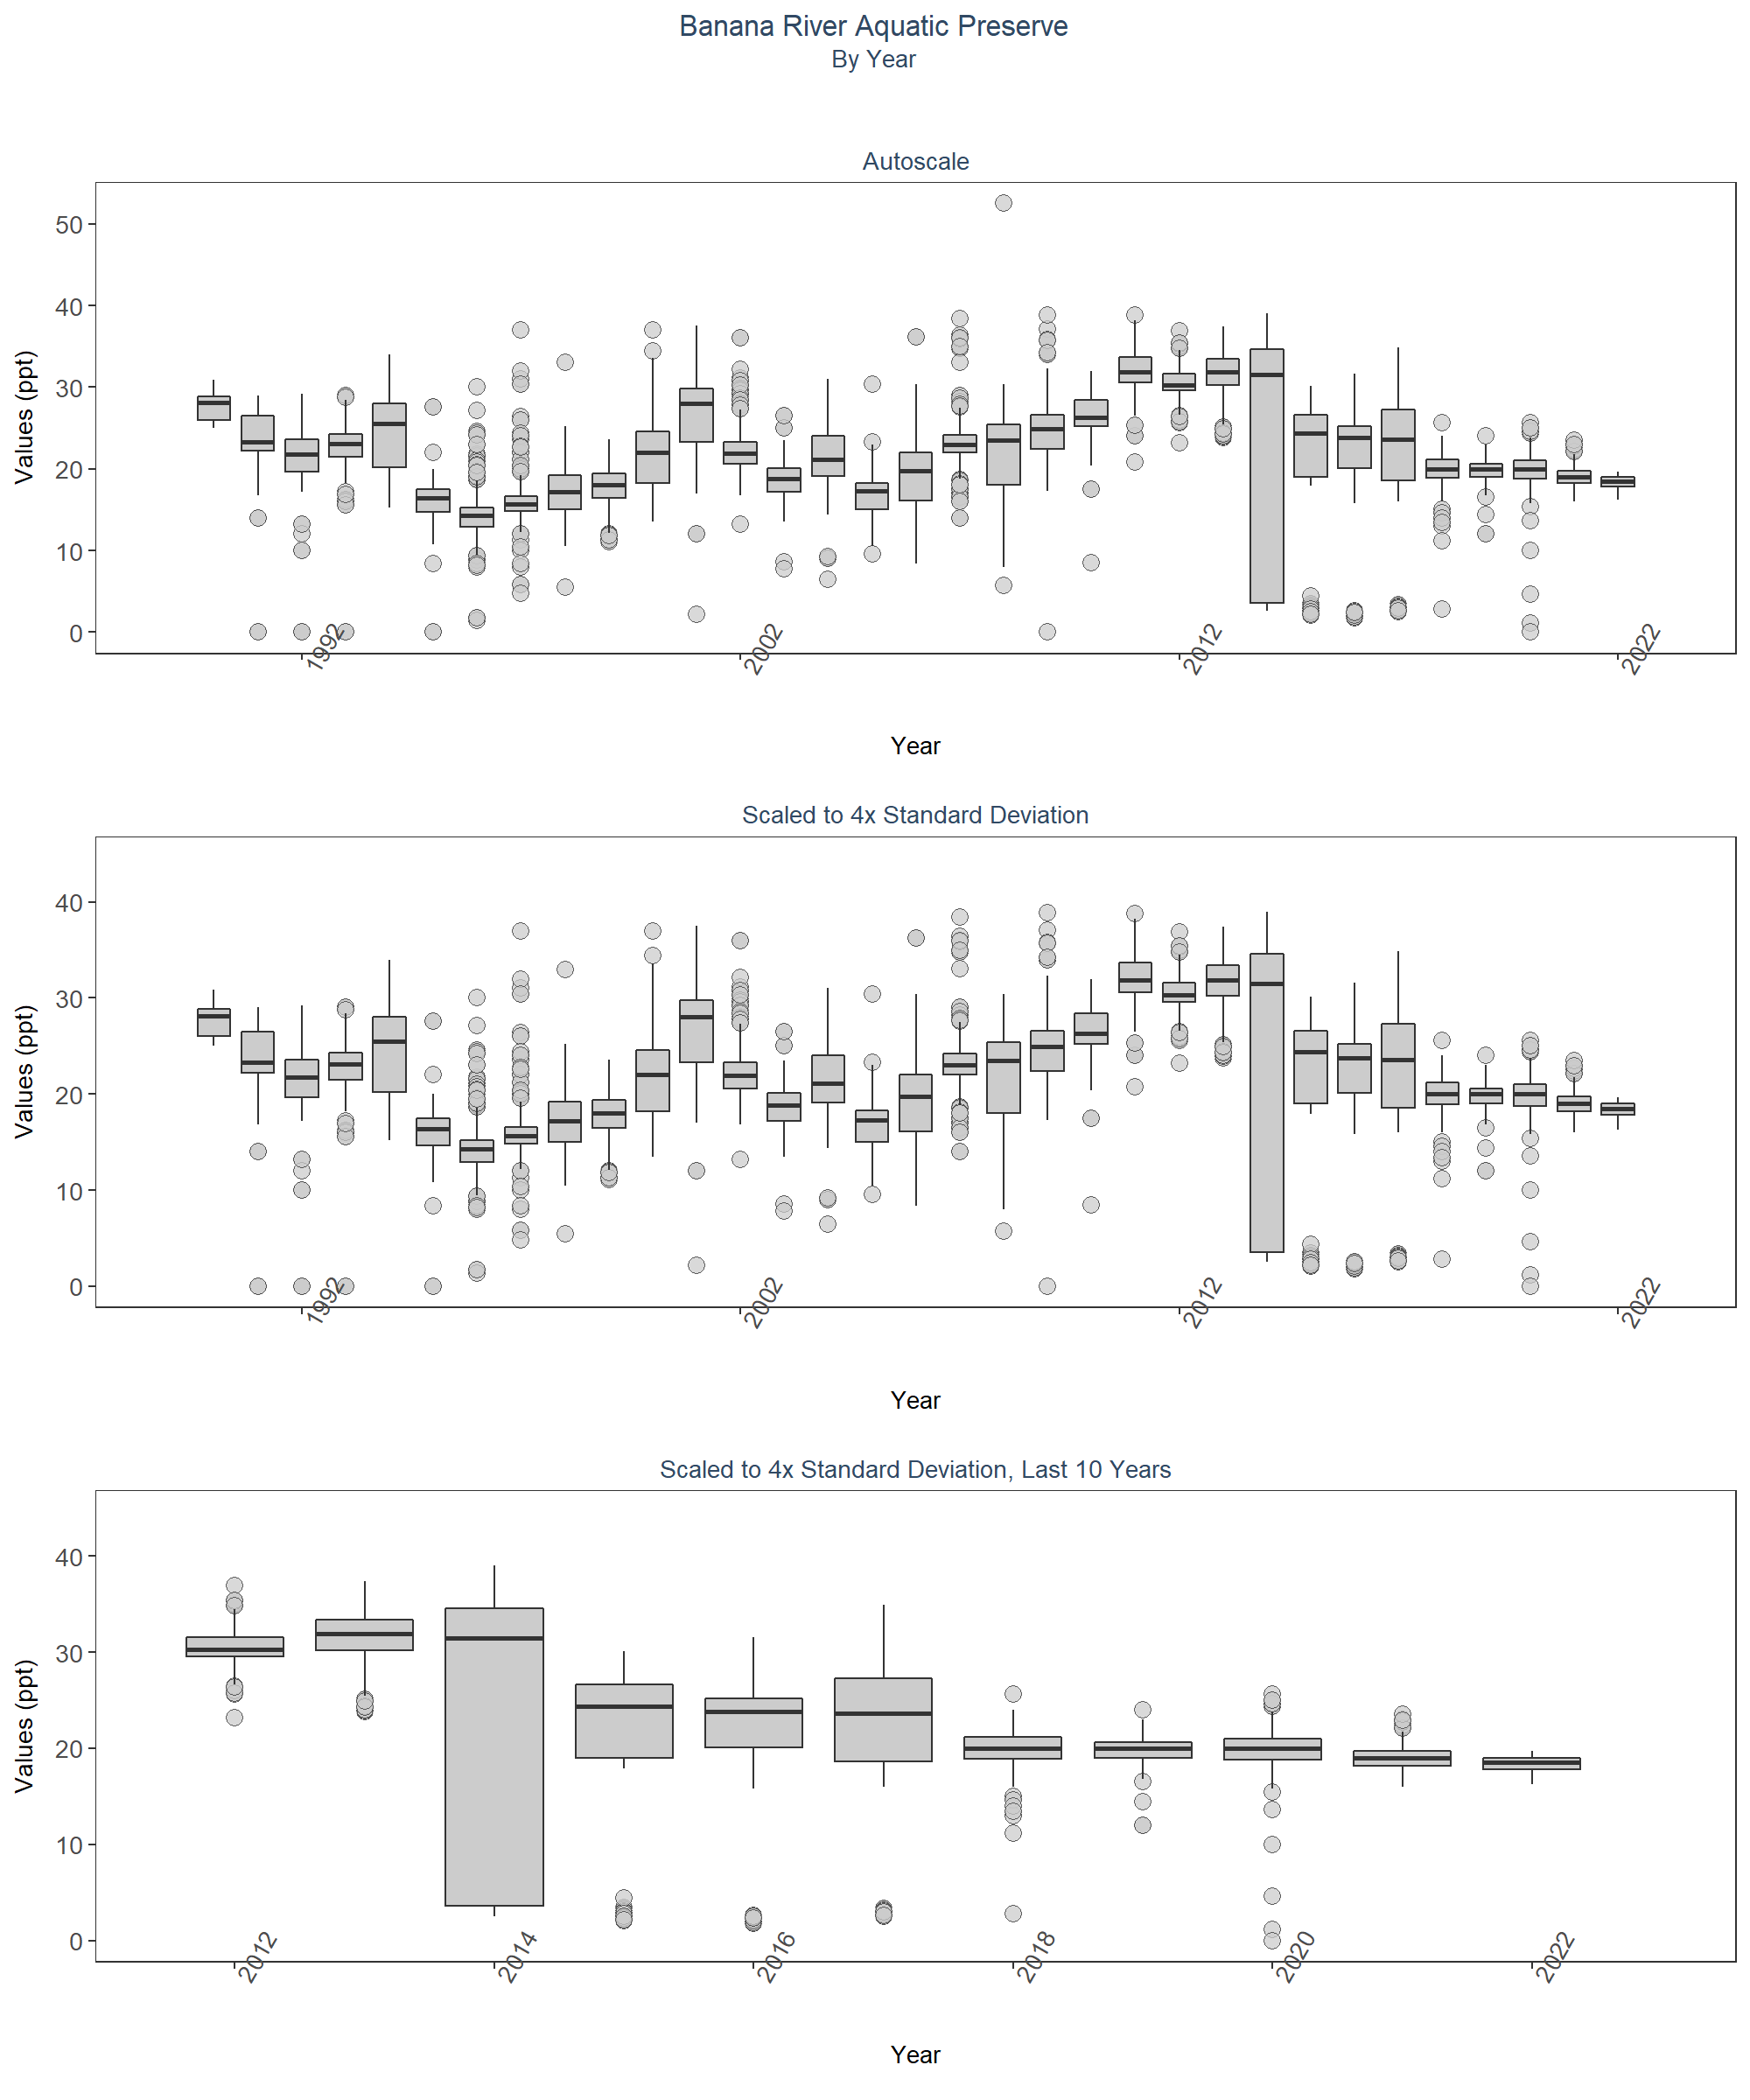 Banana River Aquatic Preserve
By Year
Autoscale
Values (ppt)
50
40
30
20
10
0
1992
2002
2012
2022
Year
Scaled to 4x Standard Deviation
Values (ppt)
40
30
20
10
0
1992
2002
2012
2022
Year
Scaled to 4x Standard Deviation, Last 10 Years
Values (ppt)
40
30
20
10
0
2012
2014
2016
2018
2020
2022
Year